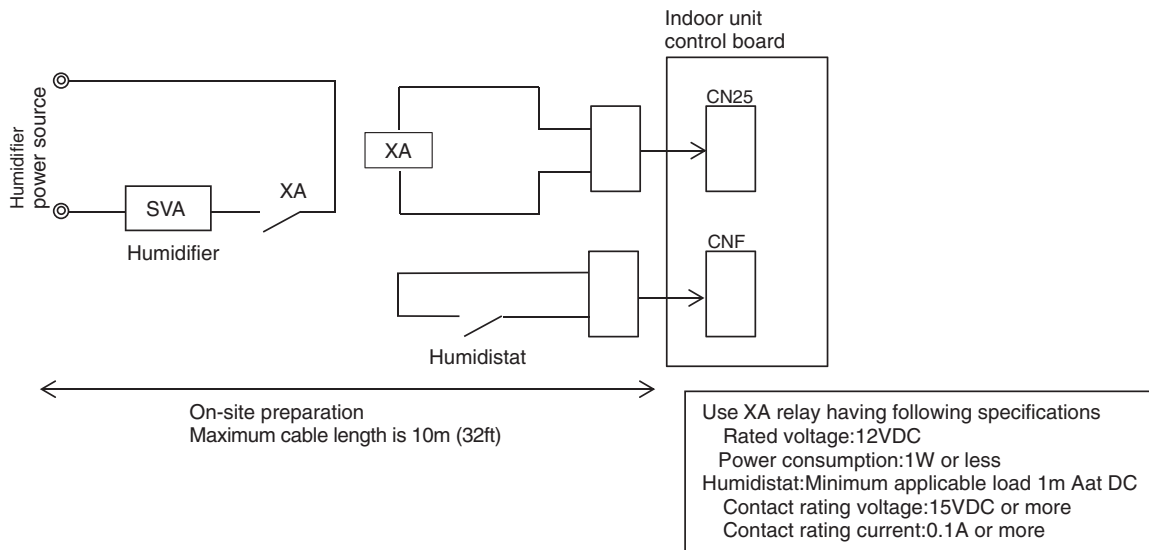 Indoor unit
control board
Humidifier
power source
CN25
XA
XA
SVA
Humidifier
CNF
Humidistat
On-site preparation
Maximum cable length is 10m (32ft)
Use XA relay having following specifications
Rated voltage:12VDC
Power consumption:1W or less
Humidistat:Minimum applicable load 1m Aat DC
Contact rating voltage:15VDC or more
Contact rating current:0.1A or more